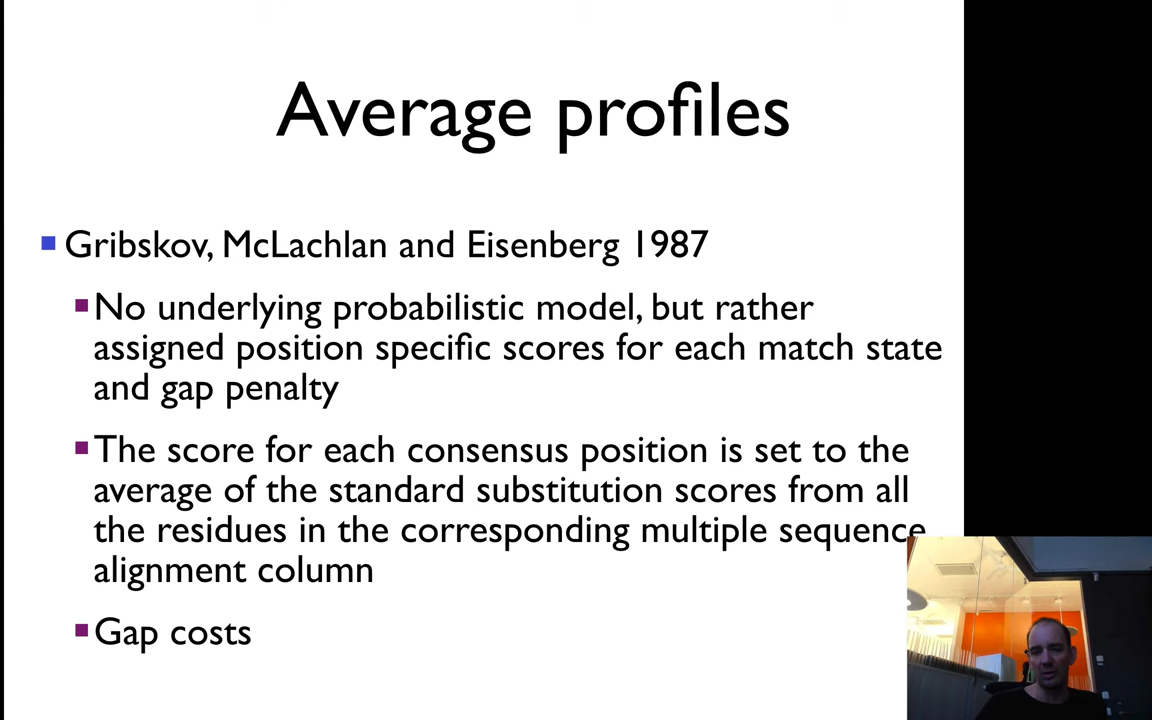 Average profiles
Gribskov, McLachlan and Eisenberg 1987
No underlying probabilistic model, but rather
assigned position specific scores for each match state
and gap penalty
The score for each consensus position is set to the
average of the standard substitution scores from all
the residues in the corresponding multiple sequence
alignment column
Gap costs